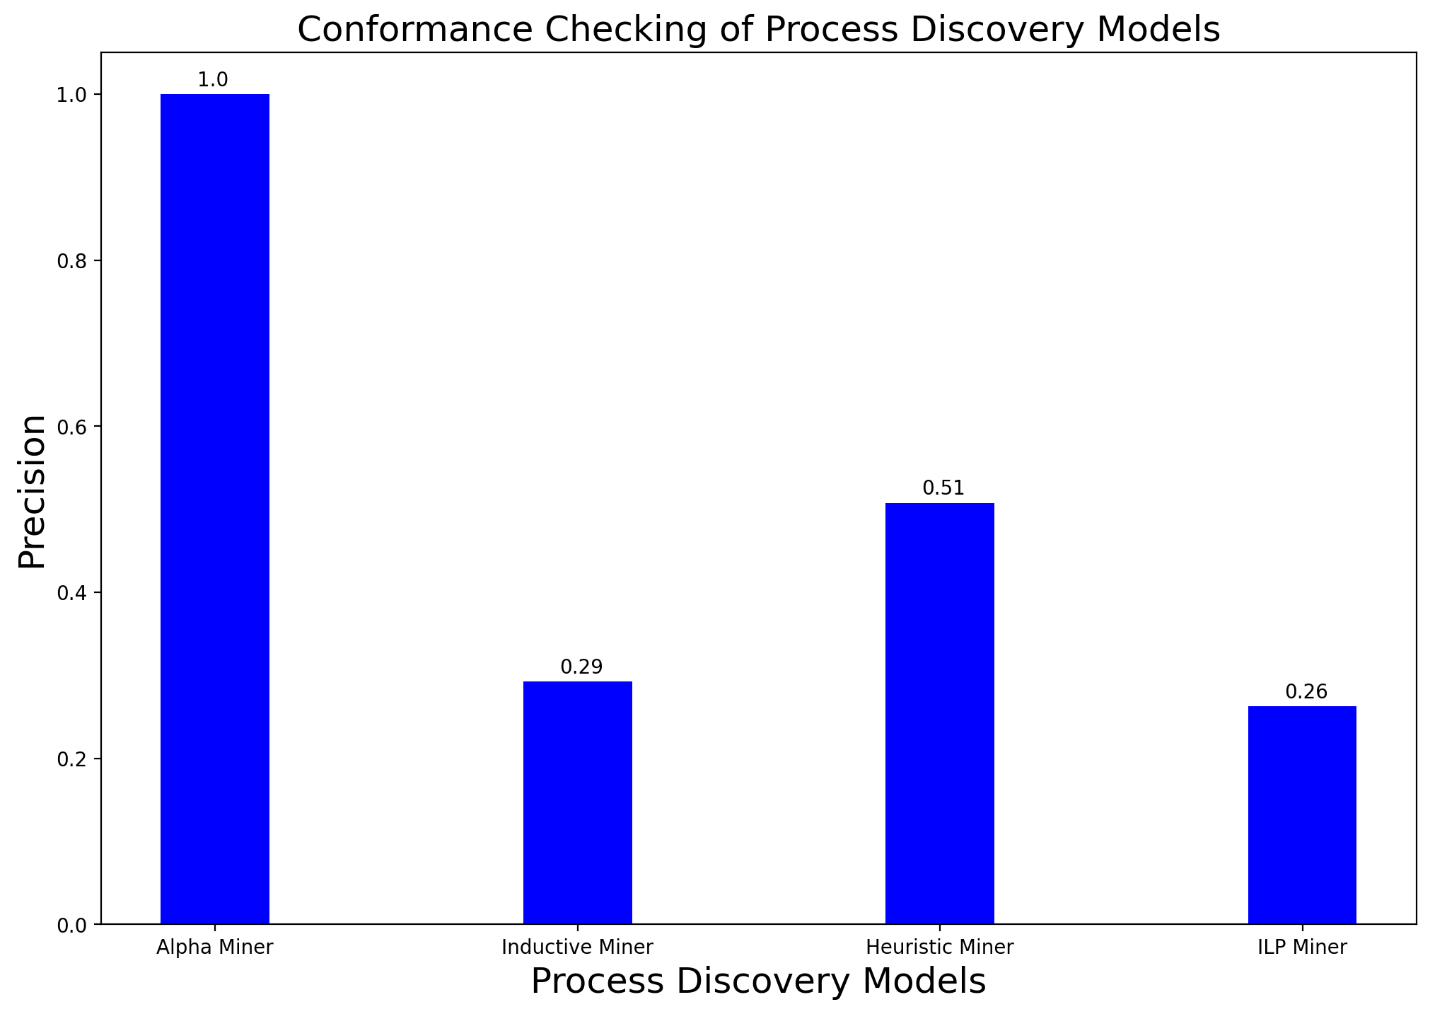 Conformance Checking of Process Discovery Models
1.0
1.0
0.8
0.6
0.51
0.4
0.29
0.26
0.2
0.0
Precision
Alpha Miner
Inductive Miner
Heuristic Miner
ILP Miner
Process Discovery Models